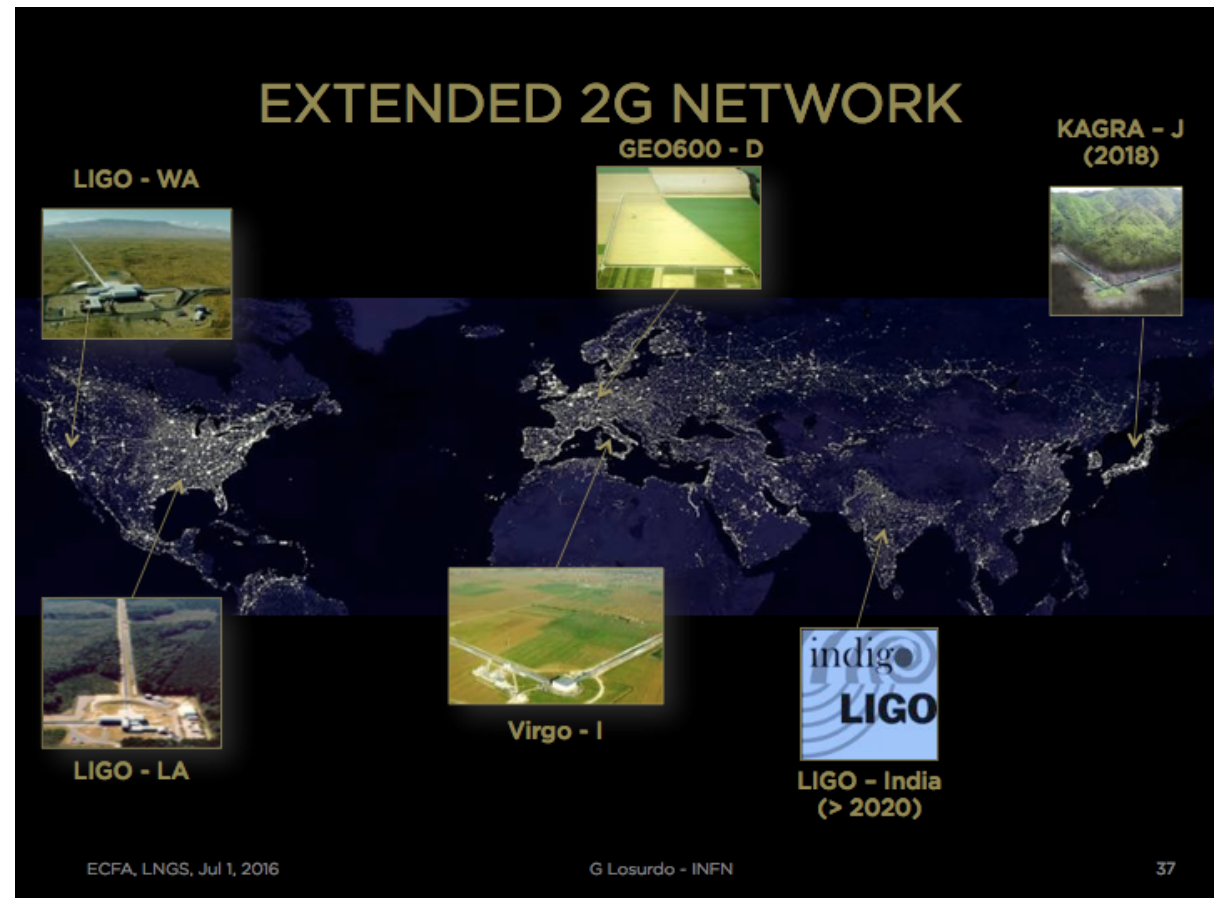 EXTENDED 2G NETWORK
GEO600 - D
KAGRA – J
(2018)
LIGO - WA
indigo
LIGO
Virgo - I
LIGO - LA
LIGO – India
(> 2020)
ECFA, LNGS, Jul 1, 2016
G Losurdo - INFN
37